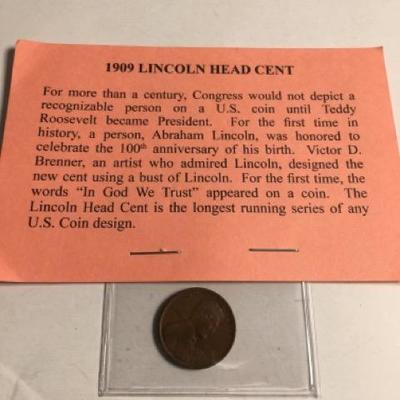 1909 LINCOLN HEAD CENT
For more than a century, Congress would not depict a
recognizable person on a U.S. coin until Teddy
Roosevelt became President. For the first time in
history, a person, Abraham Lincoln, was honored to
celebrate the 100th anniversary of his birth. Victor D.
Brenner, an artist who admired Lincoln, designed the
new cent using a bust of Lincoln. For the first time, the
words “In God We Trust” appeared on a coin. The
Lincoln Head Cent is the longest running series of any
U.S. Coin design.